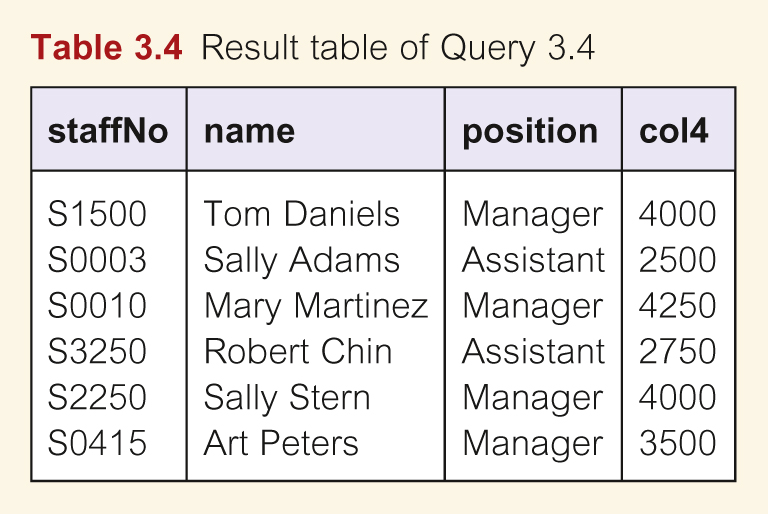 Table 3.4 Result table of Query 3.4
staffNo name position col4
S1500 Tom Daniels Manager 4000
S0003 Sally Adams Assistant 2500
S0010 Mary Martinez Manager 4250
S3250 Robert Chin Assistant 2750
S2250 Sally Stern Manager 4000
S0415 Art Peters Manager 3500